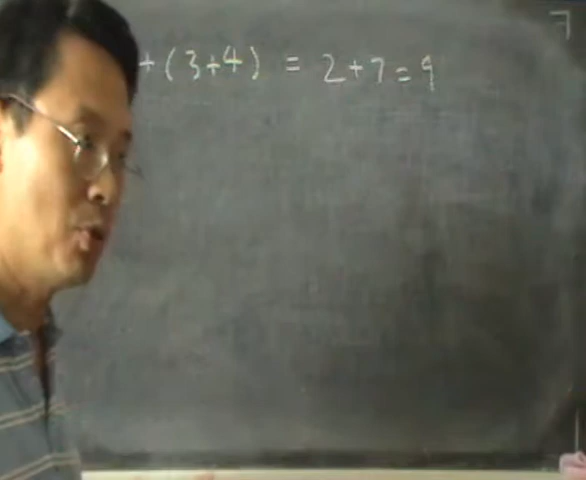 7
+(3+4) = 2+7=9